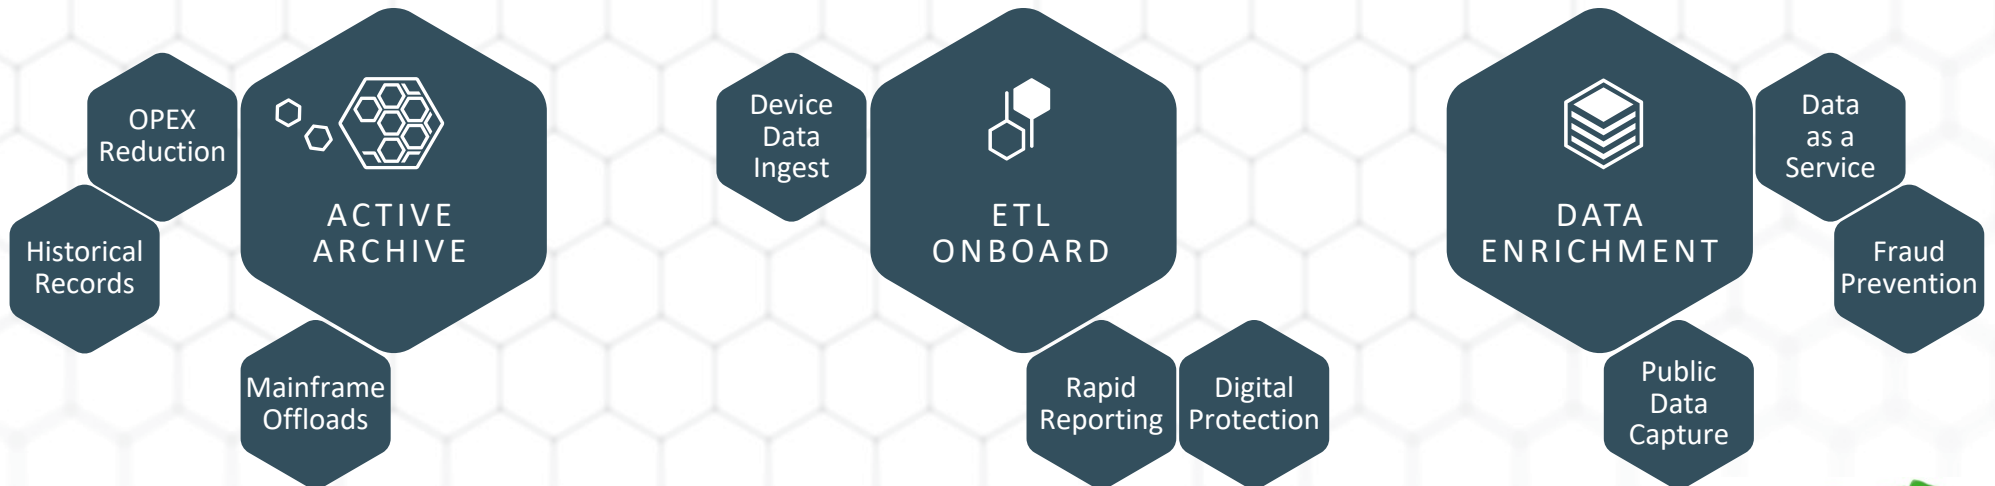 OPEX
Reduction
Historical
Records
ACTIVE
ARCHIVE
Mainframe
Offloads
Device
Data
Ingest
ETL
ONBOARD
Rapid
Reporting
Digital
Protection
DATA
ENRICHMENT
Data
as a
Service
Fraud
Prevention
Public
Data
Capture